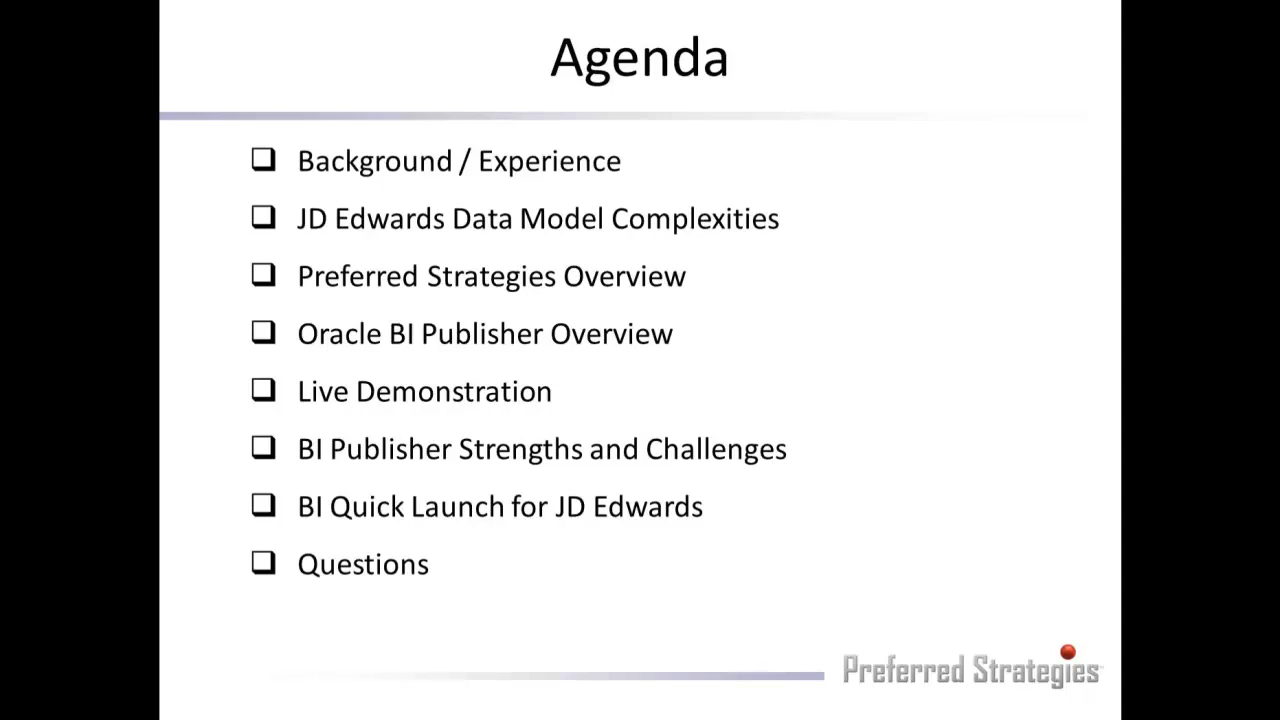 Agenda
Background / Experience
JD Edwards Data Model Complexities
Preferred Strategies Overview
Oracle BI Publisher Overview
Live Demonstration
BI Publisher Strengths and Challenges
BI Quick Launch for JD Edwards
Questions
Preferred Strategies